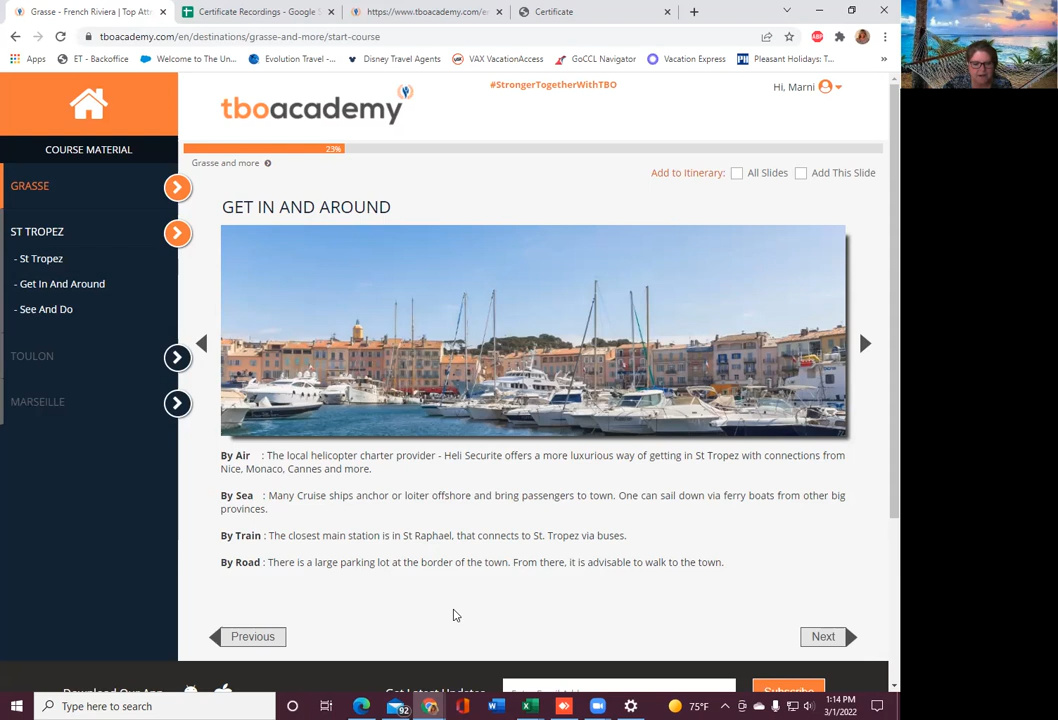 Grasse - French Riviera | Top Att
Certificate Recordings - Google S
https://www.tboacademy.com/e
Certificate
tboacademy.com/en/destinations/grasse-and-more/start-course
Apps
ET - Backoffice
Welcome to The Un...
Evolution Travel -...
Disney Travel Agents
VAX VacationAccess
GoCCL Navigator
Vacation Express
Pleasant Holidays: T...
»
tboacademy
#StrongerTogetherWithTBO
Hi, Marni
COURSE MATERIAL
23%
Grasse and more
Add to Itinerary:
All Slides
Add This Slide
GRASSE
ST TROPEZ
- St Tropez
- Get In And Around
- See And Do
TOULON
MARSEILLE
GET IN AND AROUND
By Air : The local helicopter charter provider - Heli Securite offers a more luxurious way of getting in St Tropez with connections from
Nice, Monaco, Cannes and more.
By Sea : Many Cruise ships anchor or loiter offshore and bring passengers to town. One can sail down via ferry boats from other big
provinces.
By Train : The closest main station is in St Raphael, that connects to St. Tropez via buses.
By Road : There is a large parking lot at the border of the town. From there, it is advisable to walk to the town.
Previous
Next
Download Our App
Get Latest Updates
Subscribe
Type here to search
92
75°F
1:14 PM
3/1/2022